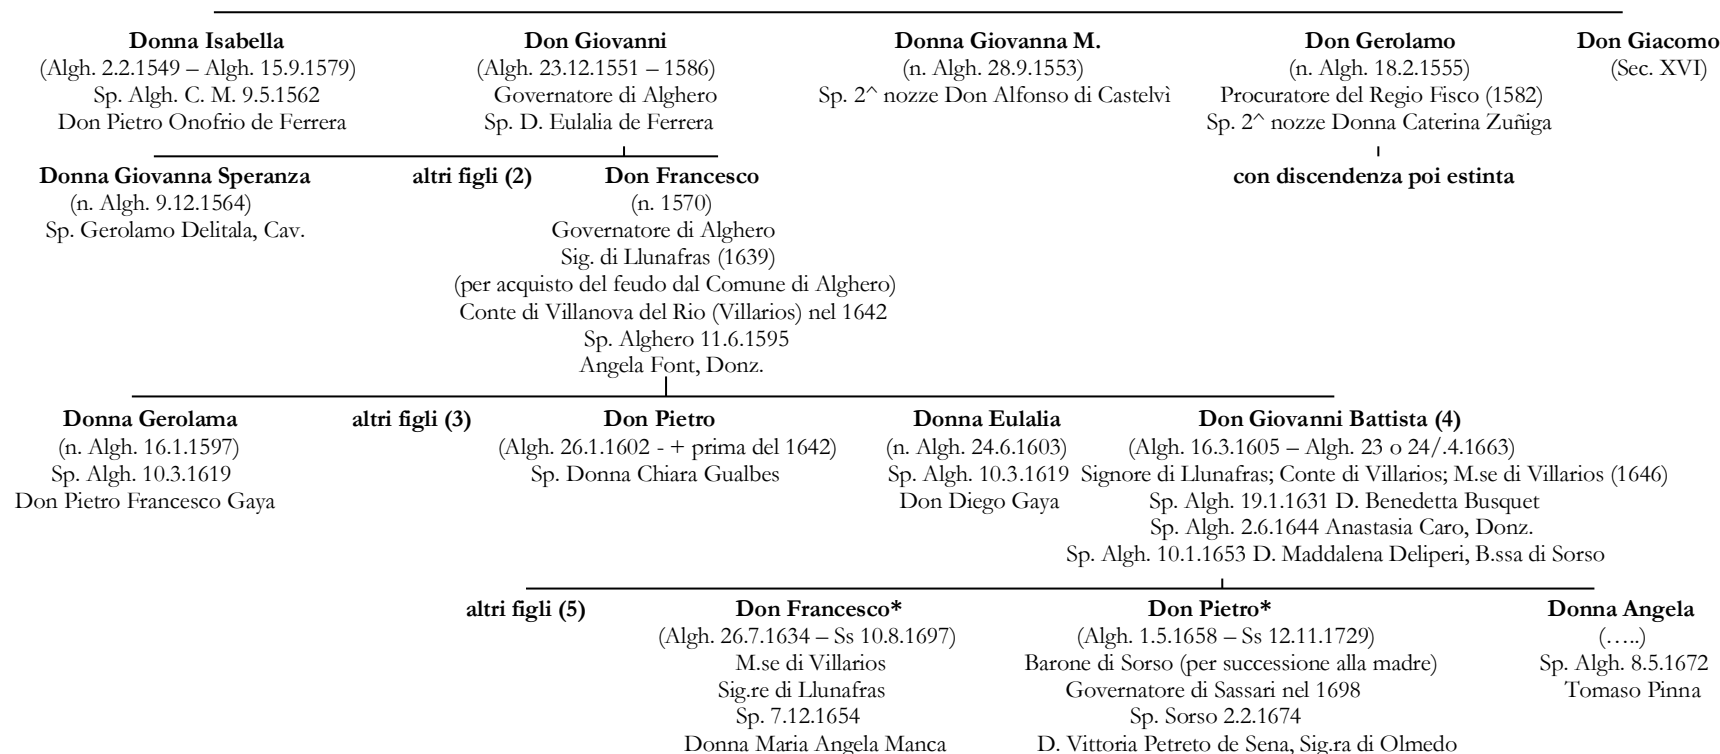 Donna Isabella
(Algh. 2.2.1549 – Algh. 15.9.1579)
Sp. Algh. C. M. 9.5.1562
Don Pietro Onofrio de Ferrera
Don Giovanni
(Algh. 23.12.1551 – 1586)
Governatore di Alghero
Sp. D. Eulalia de Ferrera
Donna Giovanna M.
(n. Algh. 28.9.1553)
Sp. 2^ nozze Don Alfonso di Castelvì
Don Gerolamo
(n. Algh. 18.2.1555)
Procuratore del Regio Fisco (1582)
Sp. 2^ nozze Donna Caterina Zuñiga
Don Giacomo
(Sec. XVI)
Donna Giovanna Speranza
(n. Algh. 9.12.1564)
Sp. Gerolamo Delitala, Cav.
altri figli (2)
Don Francesco
(n. 1570)
Governatore di Alghero
Sig. di Llunafras (1639)
(per acquisto del feudo dal Comune di Alghero)
Conte di Villanova del Rio (Villarios) nel 1642
Sp. Alghero 11.6.1595
Angela Font, Donz.
con discendenza poi estinta
Donna Gerolama
(n. Algh. 16.1.1597)
Sp. Algh. 10.3.1619
Don Pietro Francesco Gaya
altri figli (3)
Don Pietro
(Algh. 26.1.1602 - + prima del 1642)
Sp. Donna Chiara Gualbes
Donna Eulalia
(n. Algh. 24.6.1603)
Sp. Algh. 10.3.1619
Don Diego Gaya
Don Giovanni Battista (4)
(Algh. 16.3.1605 – Algh. 23 o 24/.4.1663)
Signore di Llunafras; Conte di Villarios; M.se di Villarios (1646)
Sp. Algh. 19.1.1631 D. Benedetta Busquet
Sp. Algh. 2.6.1644 Anastasia Caro, Donz.
Sp. Algh. 10.1.1653 D. Maddalena Deliperi, B.ssa di Sorso
altri figli (5)
Don Francesco*
(Algh. 26.7.1634 – Ss 10.8.1697)
M.se di Villarios
Sig.re di Llunafras
Sp. 7.12.1654
Donna Maria Angela Manca
Don Pietro*
(Algh. 1.5.1658 – Ss 12.11.1729)
Barone di Sorso (per successione alla madre)
Governatore di Sassari nel 1698
Sp. Sorso 2.2.1674
D. Vittoria Petreto de Sena, Sig.ra di Olmedo
Donna Angela
(…..)
Sp. Algh. 8.5.1672
Tomaso Pinna